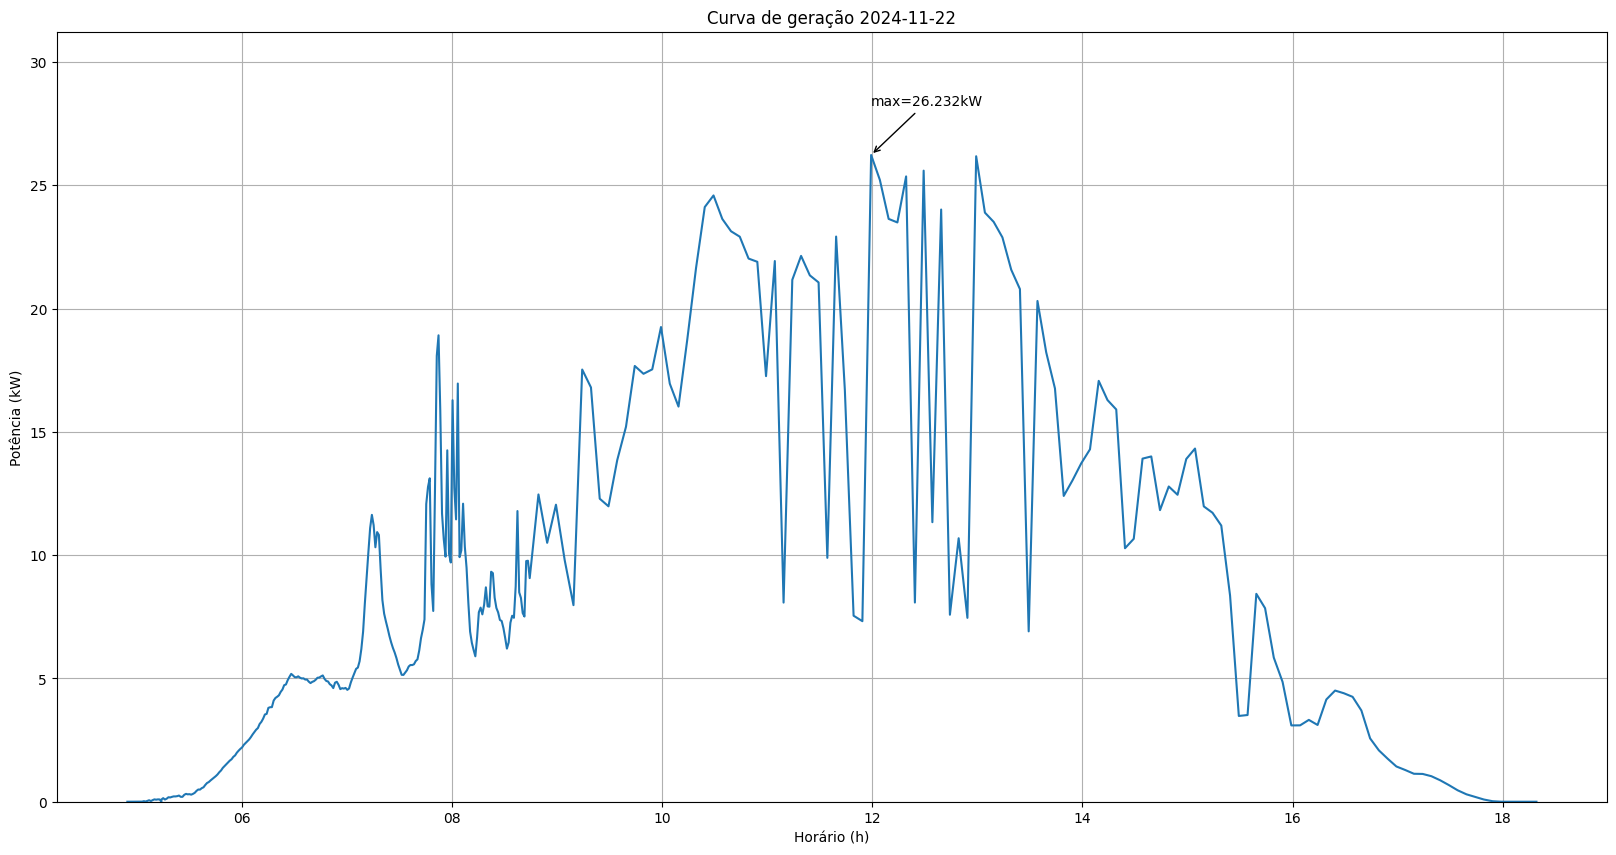 Curva de geração 2024-11-22
30
25
20
15
10
5
0
Potência (kW)
max=26.232kW
06 08 10 12 14 16 18
Horário (h)